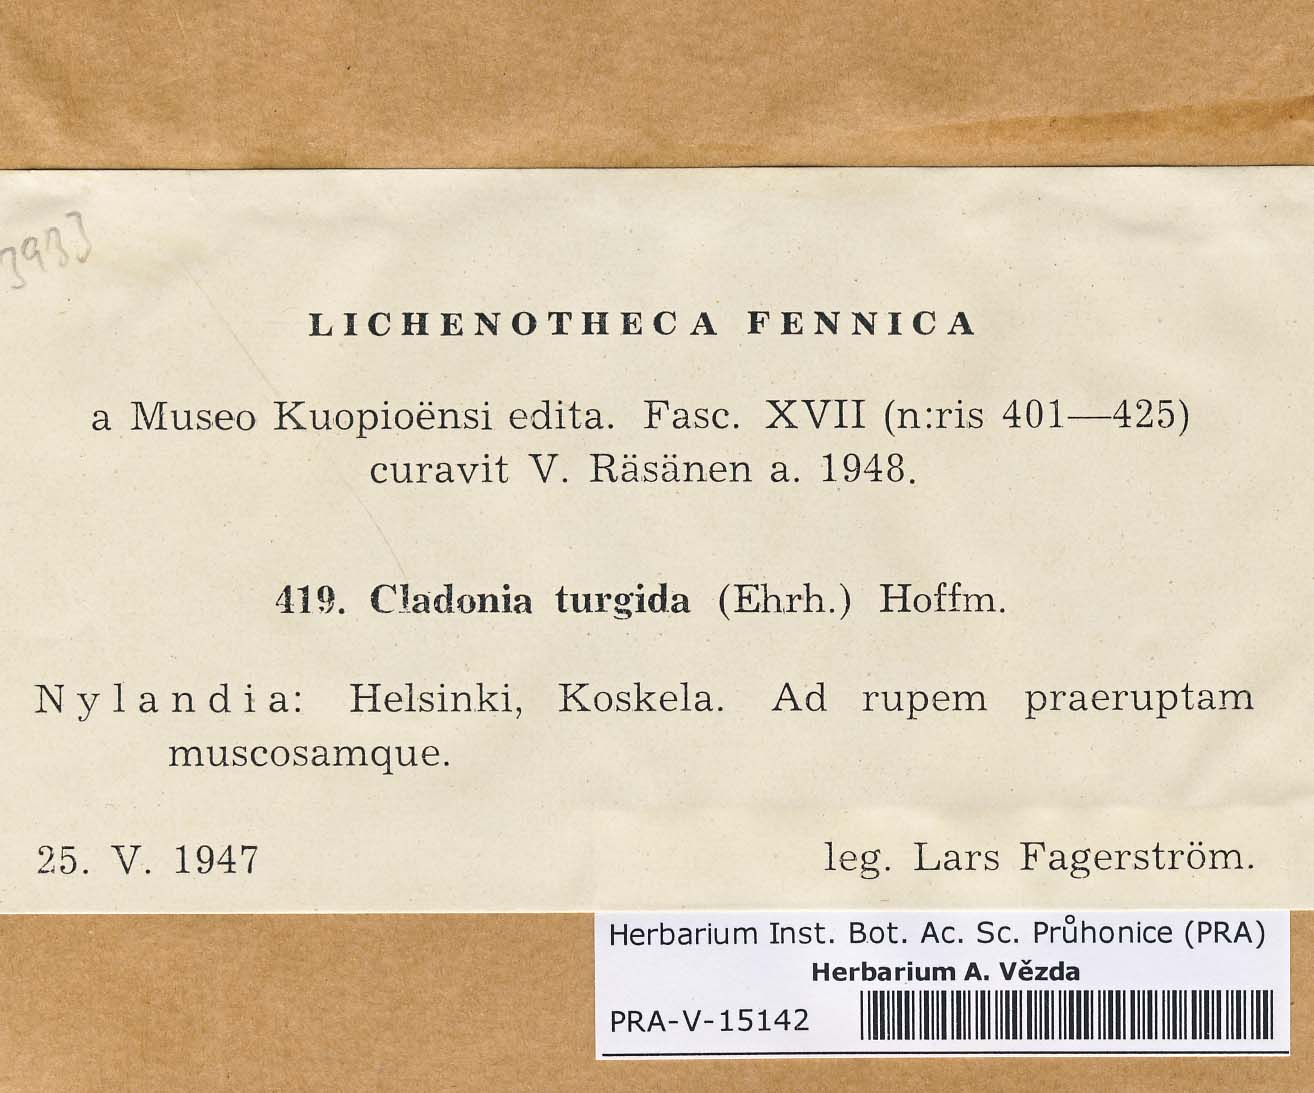 3933
LICHENOTHECA FENNICA
a Museo Kuopioënsi edita. Fasc. XVII (n:ris 401—425)
curavit V. Räsänen a. 1948.
419. Cladonia turgida (Ehrh.) Hoffm.
Nylandia: Helsinki, Koskela. Ad rupem praeruptam
muscosamque.
25. V. 1947 leg. Lars Fagerström.
Herbarium Inst. Bot. Ac. Sc. Průhonice (PRA)
Herbarium A. Vězda
PRA-V-15142